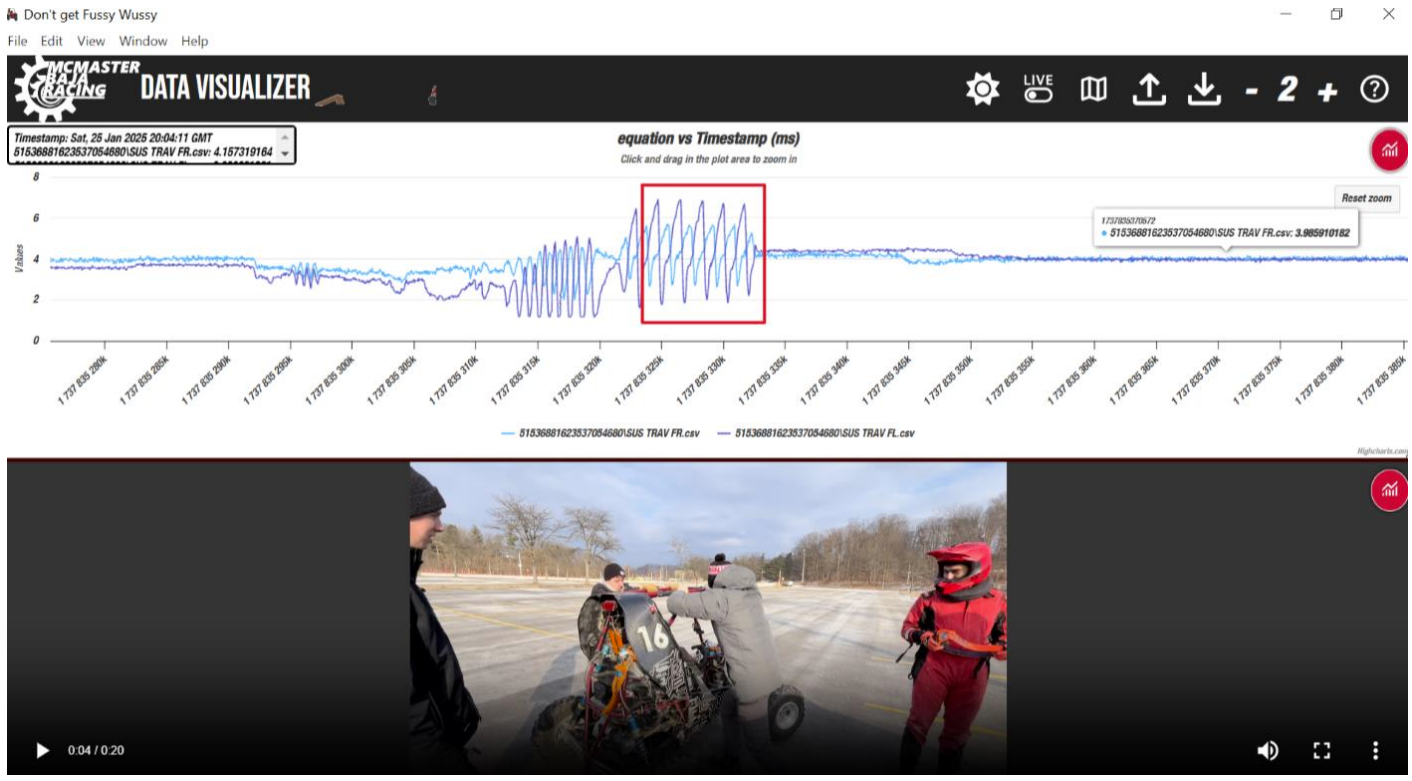 Don't get Fussy Wussy
File Edit View Window Help
MCMASTER
BAJA
RACING
DATA VISUALIZER
LIVE
- 2 + ?
Timestamp: Sat, 25 Jan 2025 20:04:11 GMT
51536881623537054680\SUS TRAV FR.csv: 4.157319164
equation vs Timestamp (ms)
Click and drag in the plot area to zoom in
Reset zoom
1737835370572
51536881623537054680\SUS TRAV FR.csv: 3.985910182
Values
8
6
4
2
0
1 737 835 280k
1 737 835 285k
1 737 835 290k
1 737 835 295k
1 737 835 300k
1 737 835 305k
1 737 835 310k
1 737 835 315k
1 737 835 320k
1 737 835 325k
1 737 835 330k
1 737 835 335k
1 737 835 340k
1 737 835 345k
1 737 835 350k
1 737 835 355k
1 737 835 360k
1 737 835 365k
1 737 835 370k
1 737 835 375k
1 737 835 380k
1 737 835 385k
51536881623537054680\SUS TRAV FR.csv
51536881623537054680\SUS TRAV FL.csv
Highcharts.com
16
0:04 / 0:20